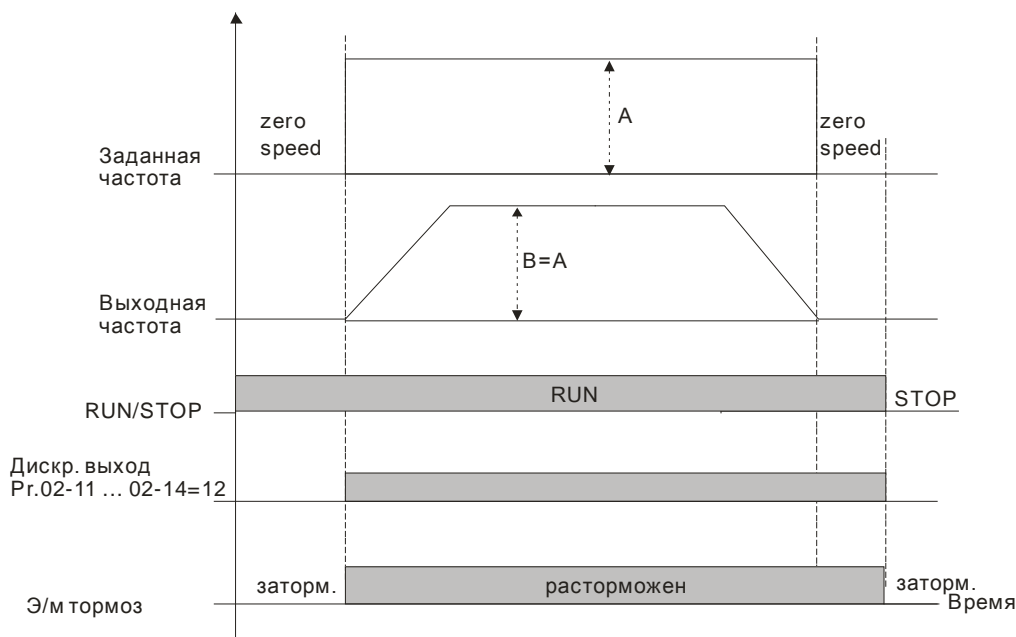 zero
speed
A
zero
speed
Заданная
частота
B=A
Выходная
частота
RUN
RUN/STOP
STOP
Дискр. выход
Pr.02-11 ... 02-14=12
заторм.
расторможен
заторм.
Э/м тормоз
Время